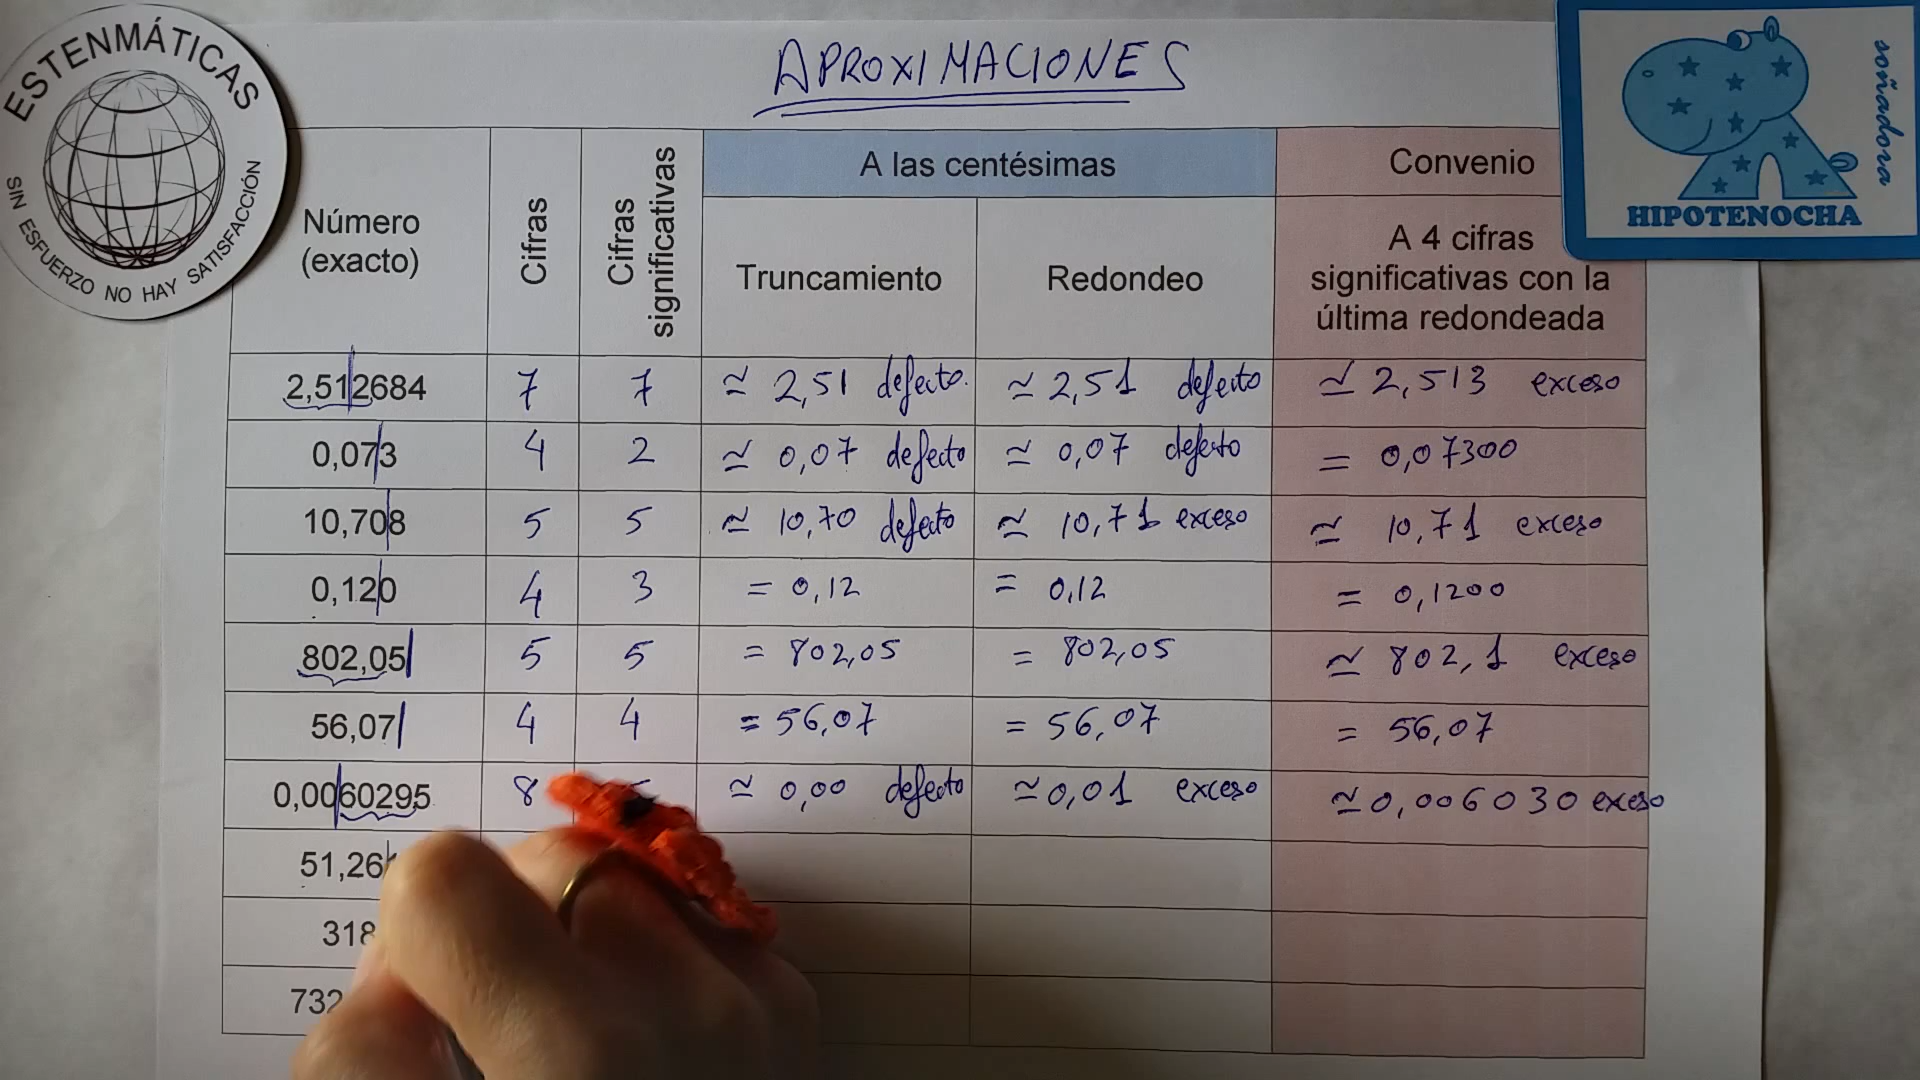 APROXIMACIONES
ESTENMÁTICAS
SIN ESFUERZO NO HAY SATISFACCIÓN
soñadora
HIPOTENOCHA
Número (exacto) Cifras Cifras significativas A las centésimas Convenio
Truncamiento Redondeo A 4 cifras
significativas con la
última redondeada
2,512684 7 7 ≃ 2,51 defecto. ≃ 2,51 defecto ≃ 2,513 exceso
0,073 4 2 ≃ 0,07 defecto ≃ 0,07 defecto = 0,07300
10,708 5 5 ≃ 10,70 defecto ≃ 10,71 exceso ≃ 10,71 exceso
0,120 4 3 = 0,12 = 0,12 = 0,1200
802,05 5 5 = 802,05 = 802,05 ≃ 802,1 exceso
56,07 4 4 = 56,07 = 56,07 = 56,07
0,0060295 8 ≃ 0,00 defecto ≃ 0,01 exceso ≃ 0,006030 exceso
51,26
318
732